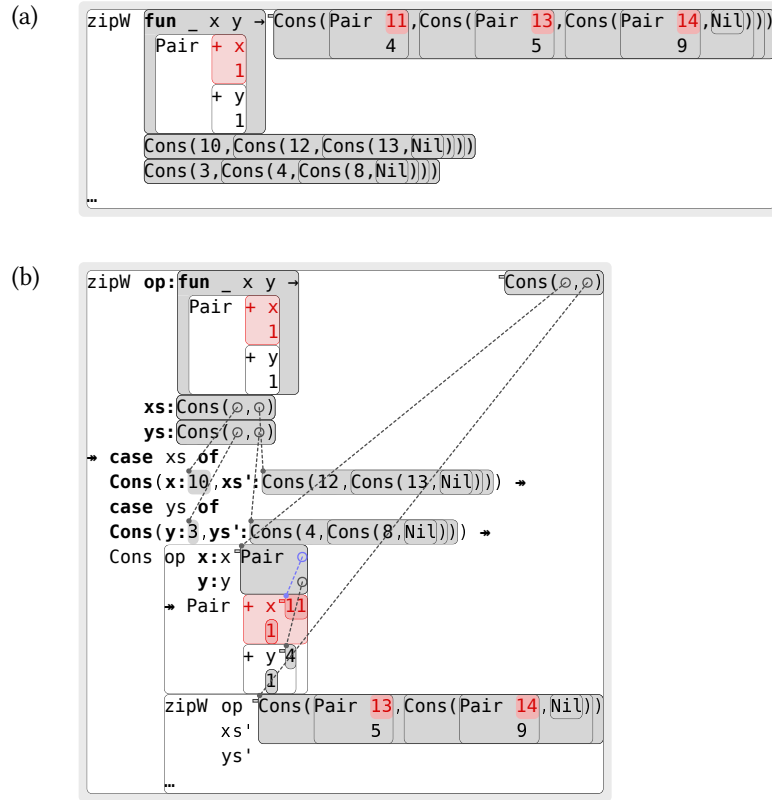 (a)
zipW fun _ x y → Cons(Pair 11,Cons(Pair 13,Cons(Pair 14,Nil)))
Pair + x 4 5 9
1
+ y
1
Cons(10,Cons(12,Cons(13,Nil)))
Cons(3,Cons(4,Cons(8,Nil)))
…
(b)
zipW op:fun _ x y → Cons( , )
Pair + x
1
+ y
1
xs:Cons( , )
ys:Cons( , )
↠ case xs of
Cons(x:10,xs':Cons(12,Cons(13,Nil))) ↠
case ys of
Cons(y:3,ys':Cons(4,Cons(8,Nil))) ↠
Cons op x:x Pair
y:y
↠ Pair + x 11
1
+ y 4
1
zipW op Cons(Pair 13,Cons(Pair 14,Nil))
xs' 5 9
ys'
…